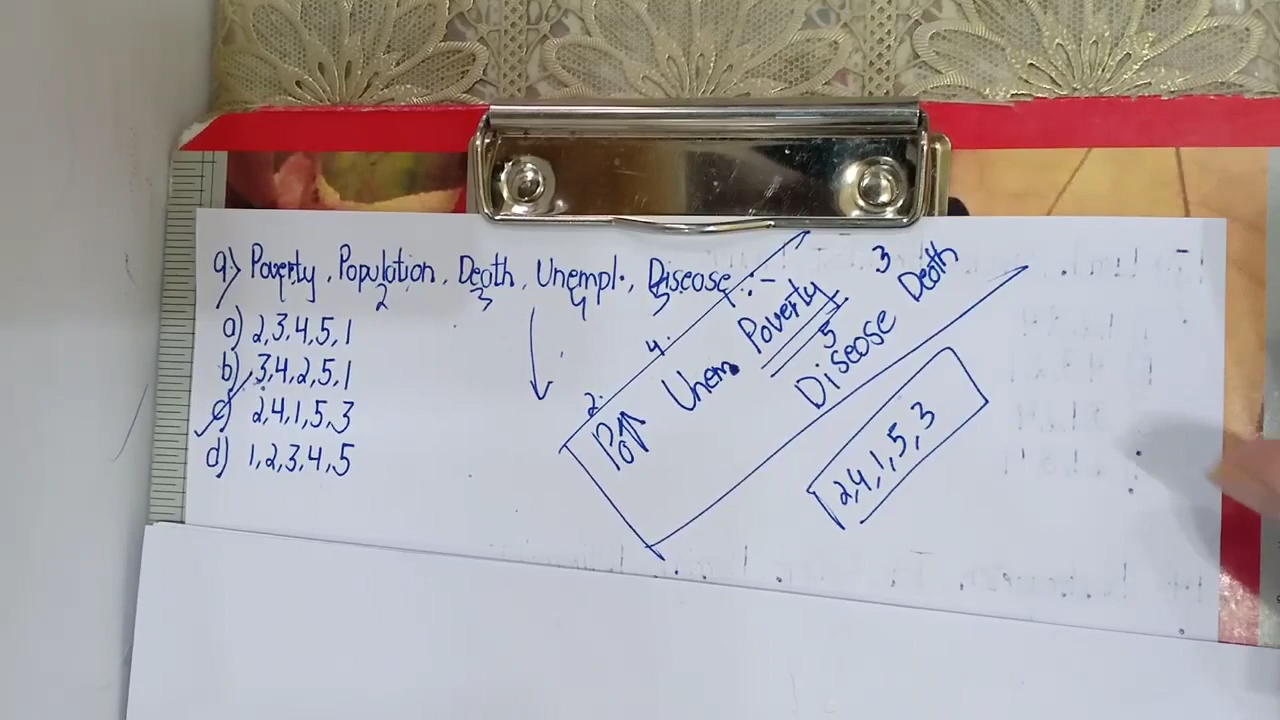 9) Poverty, Population, Death, Unempl., Disease :-
1 2 3 4 5
a) 2,3,4,5,1
b) 3,4,2,5,1
c) 2,4,1,5,3
d) 1,2,3,4,5
2. 4. 1 5 3
Pop. Unem. Poverty Disease Death
2,4,1,5,3